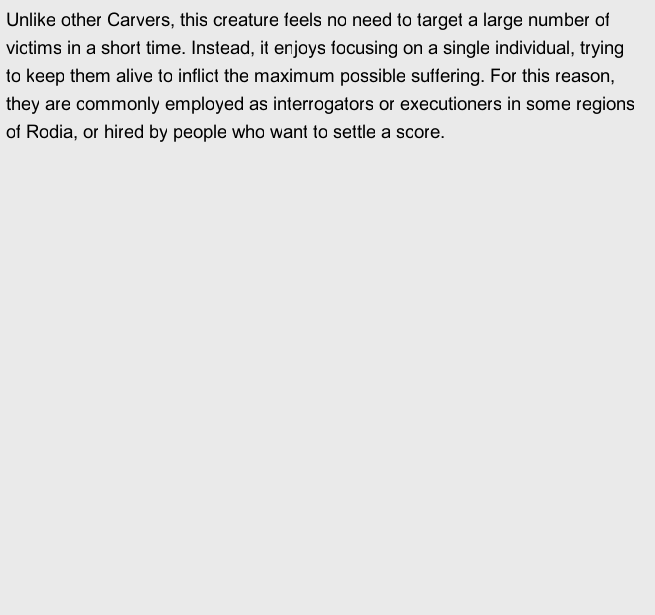 Unlike other Carvers, this creature feels no need to target a large number of
victims in a short time. Instead, it enjoys focusing on a single individual, trying
to keep them alive to inflict the maximum possible suffering. For this reason,
they are commonly employed as interrogators or executioners in some regions
of Rodia, or hired by people who want to settle a score.